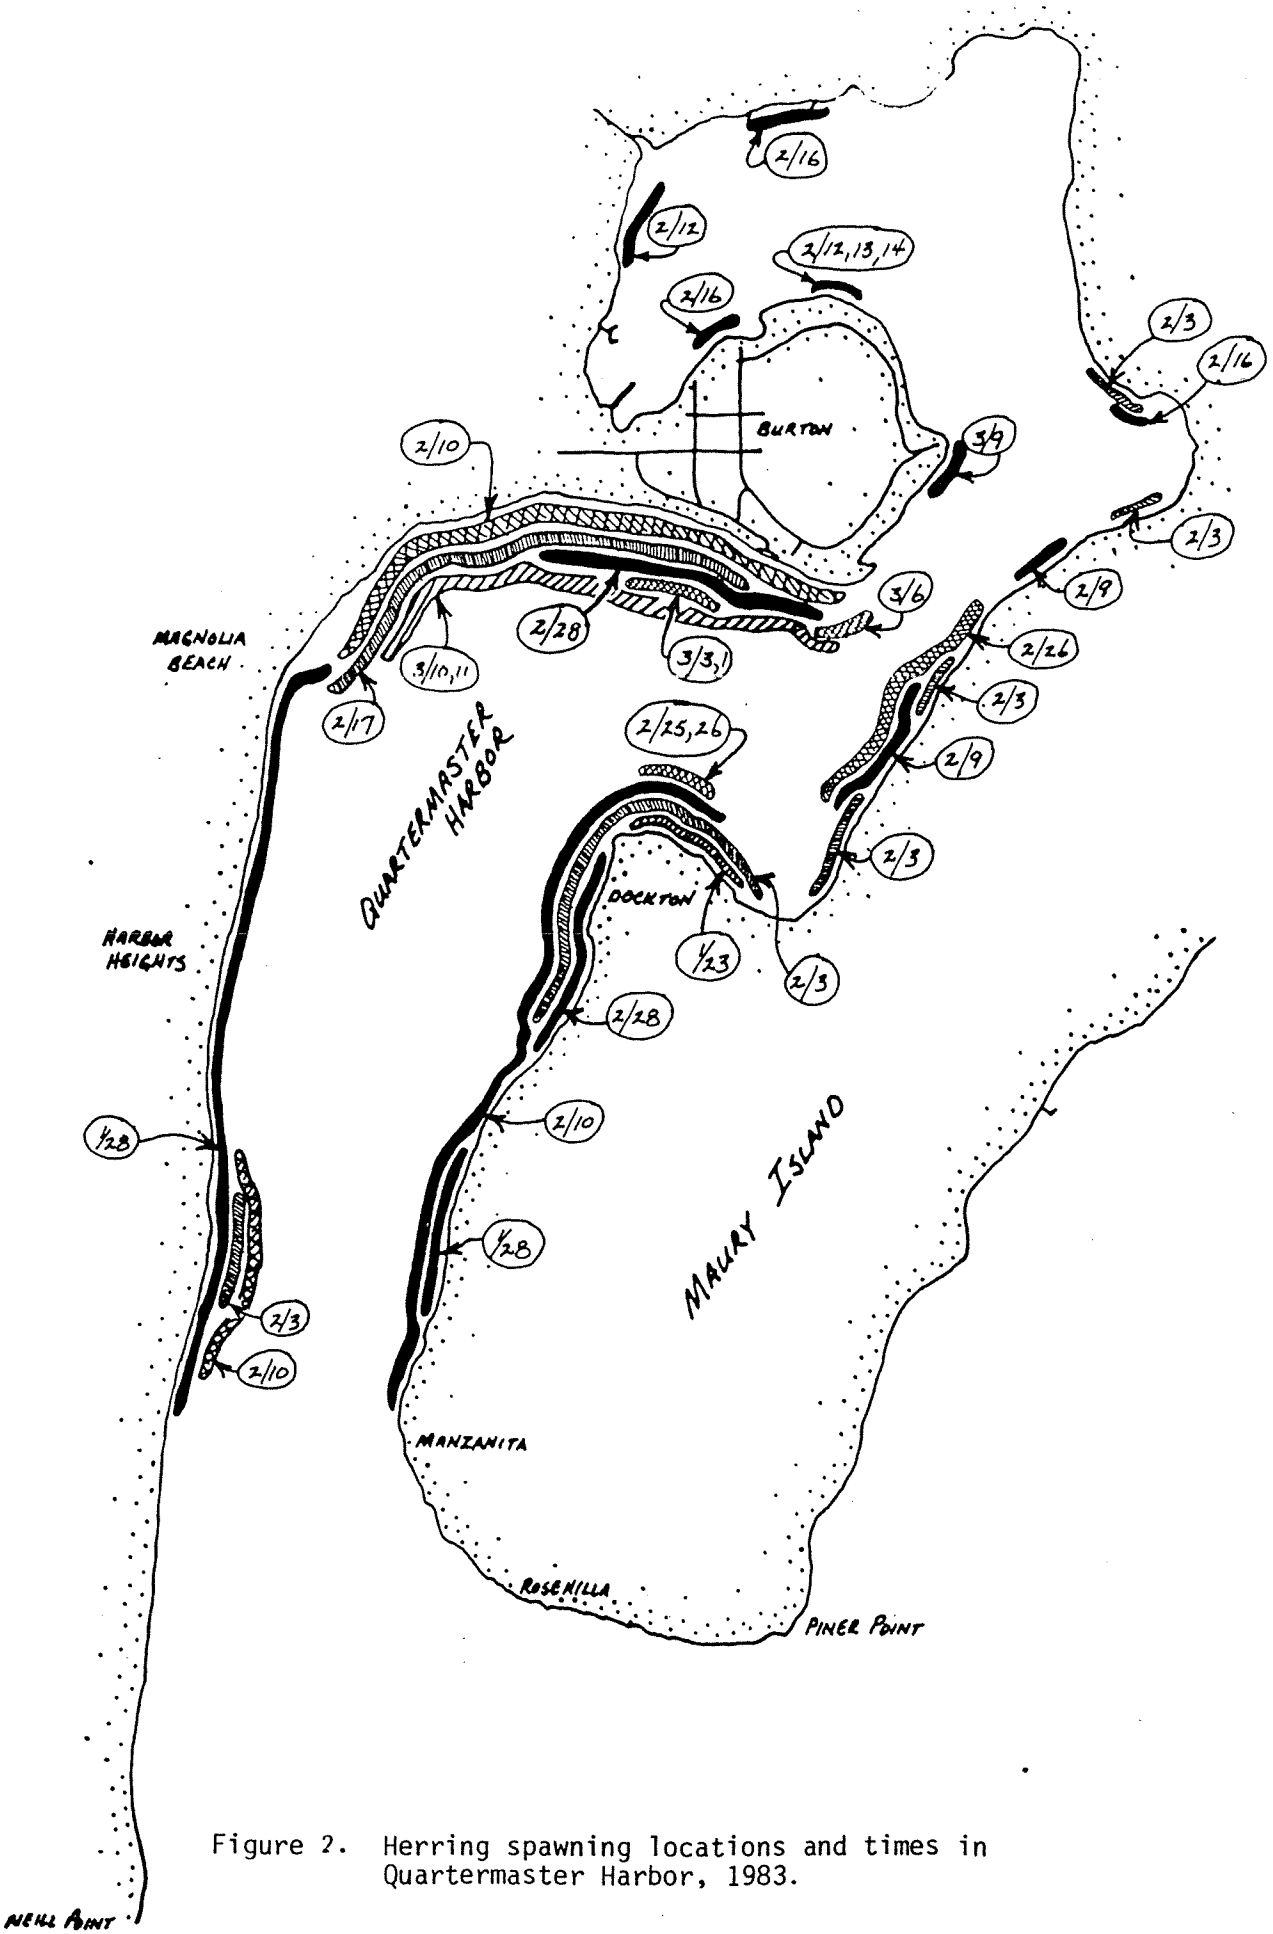 2/16
2/12
2/12,13,14
2/16
2/3
2/16
BURTON
3/9
2/10
2/3
2/9
3/6
2/28
MAGNOLIA
BEACH
3/10,11
3/3,1
2/26
2/3
2/17
2/25,26
2/9
QUARTERMASTER
HARBOR
2/3
DOCKTON
HARBOR
HEIGHTS
1/23
2/3
2/28
1/28
2/10
MAURY ISLAND
1/28
2/3
2/10
MANZANITA
ROSEHILLA
PINER POINT
Figure 2. Herring spawning locations and times in
Quartermaster Harbor, 1983.
NEILL POINT